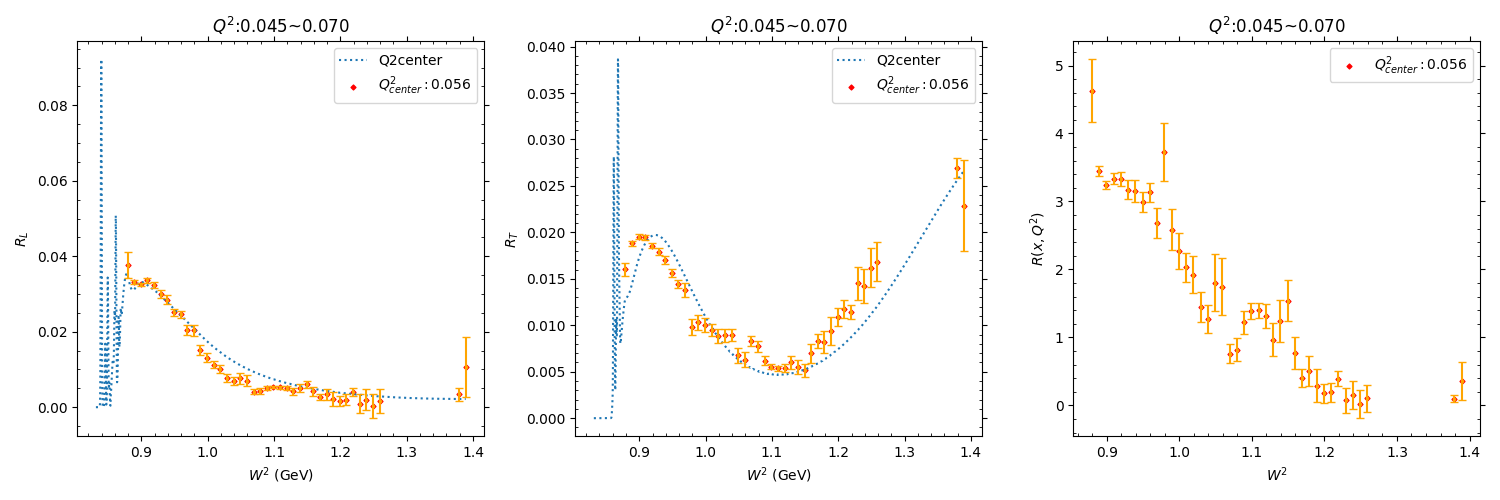 Q²:0.045~0.070
Q2center
Q²center : 0.056
0.08
0.06
0.04
0.02
0.00
R_L
0.9 1.0 1.1 1.2 1.3 1.4
W² (GeV)
Q²:0.045~0.070
Q2center
Q²center : 0.056
0.040
0.035
0.030
0.025
0.020
0.015
0.010
0.005
0.000
R_T
0.9 1.0 1.1 1.2 1.3 1.4
W² (GeV)
Q²:0.045~0.070
Q²center : 0.056
5
4
3
2
1
0
R(x, Q²)
0.9 1.0 1.1 1.2 1.3 1.4
W²